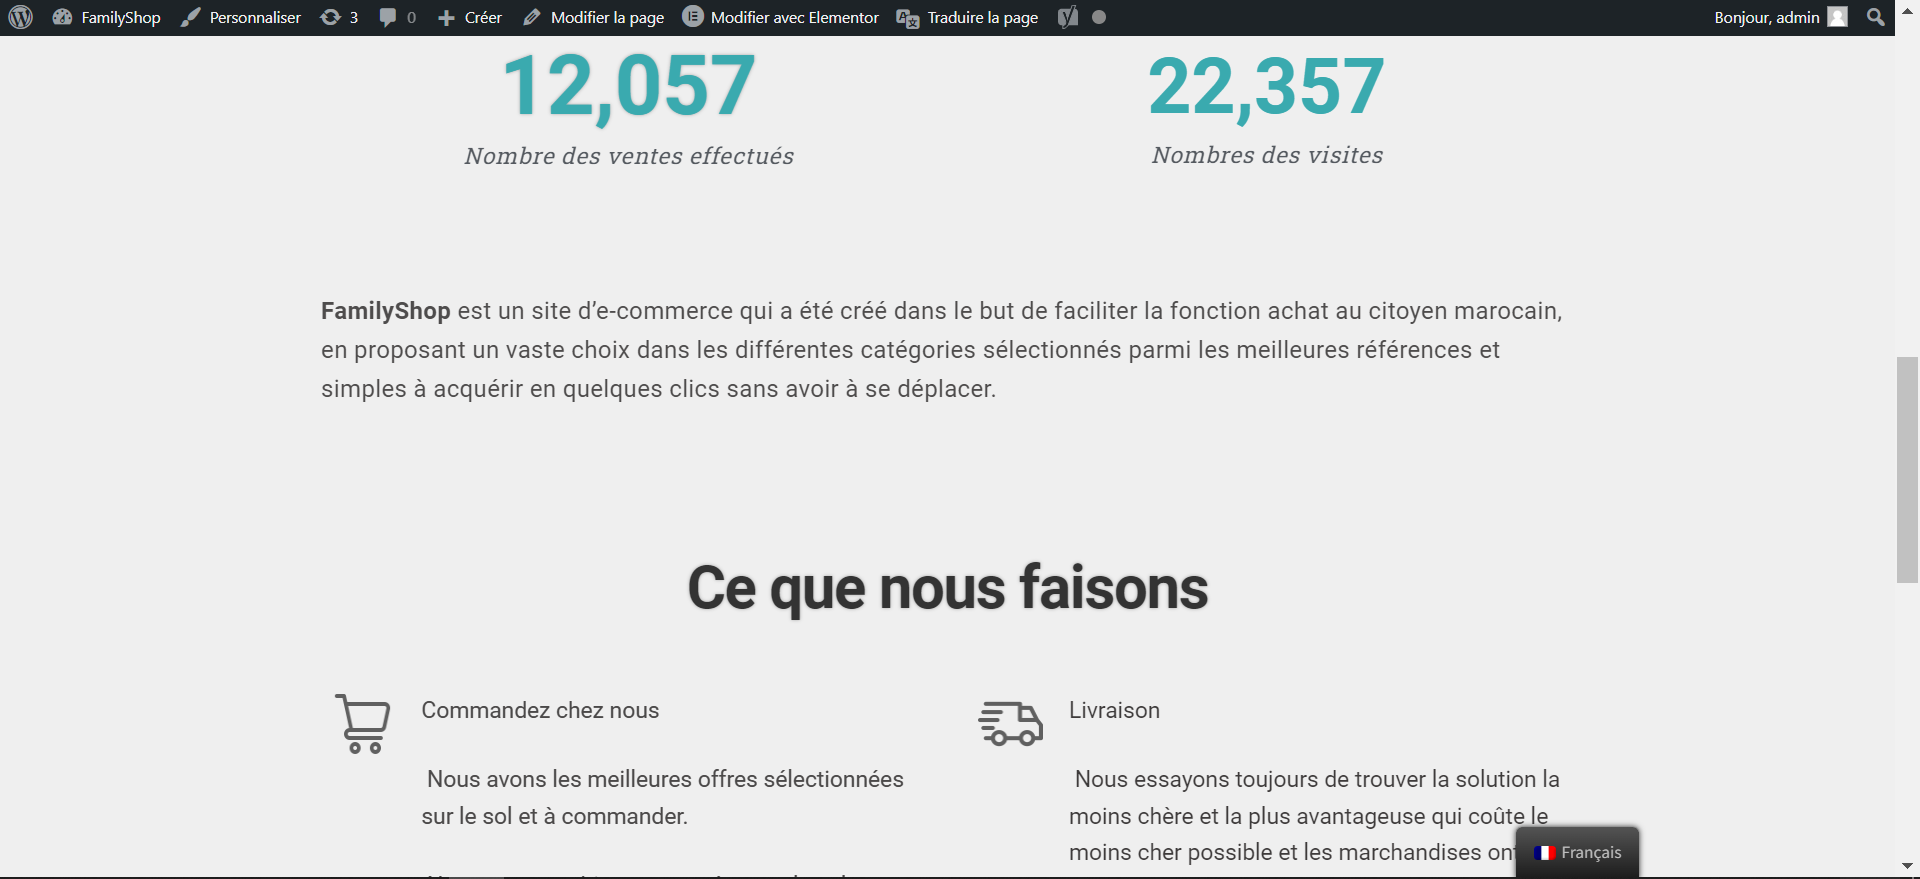 FamilyShop Personnaliser 3 0 Créer Modifier la page Modifier avec Elementor Traduire la page Bonjour, admin
12,057
Nombre des ventes effectués
22,357
Nombres des visites
FamilyShop est un site d’e-commerce qui a été créé dans le but de faciliter la fonction achat au citoyen marocain,
en proposant un vaste choix dans les différentes catégories sélectionnés parmi les meilleures références et
simples à acquérir en quelques clics sans avoir à se déplacer.
Ce que nous faisons
Commandez chez nous
Nous avons les meilleures offres sélectionnées
sur le sol et à commander.
Livraison
Nous essayons toujours de trouver la solution la
moins chère et la plus avantageuse qui coûte le
moins cher possible et les marchandises
Français